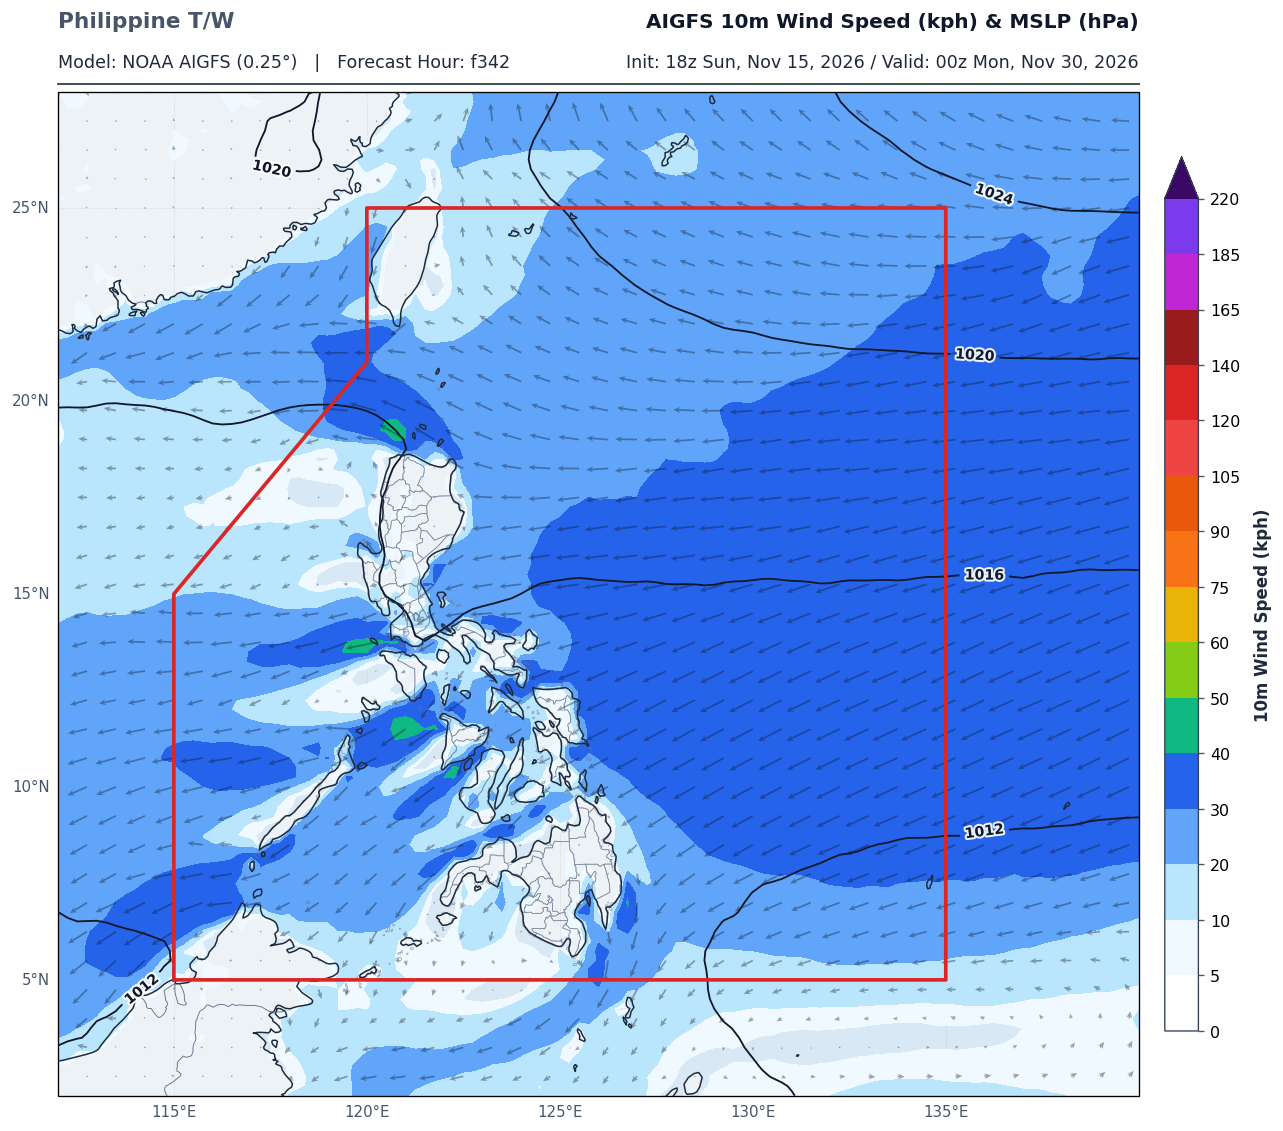 Philippine T/W
AIGFS 10m Wind Speed (kph) & MSLP (hPa)
Model: NOAA AIGFS (0.25°)   |   Forecast Hour: f342
Init: 18z Sun, Nov 15, 2026 / Valid: 00z Mon, Nov 30, 2026
1020
1024
1020
1016
1012
1012
25°N
20°N
15°N
10°N
5°N
115°E
120°E
125°E
130°E
135°E
220
185
165
140
120
105
90
75
60
50
40
30
20
10
5
0
10m Wind Speed (kph)